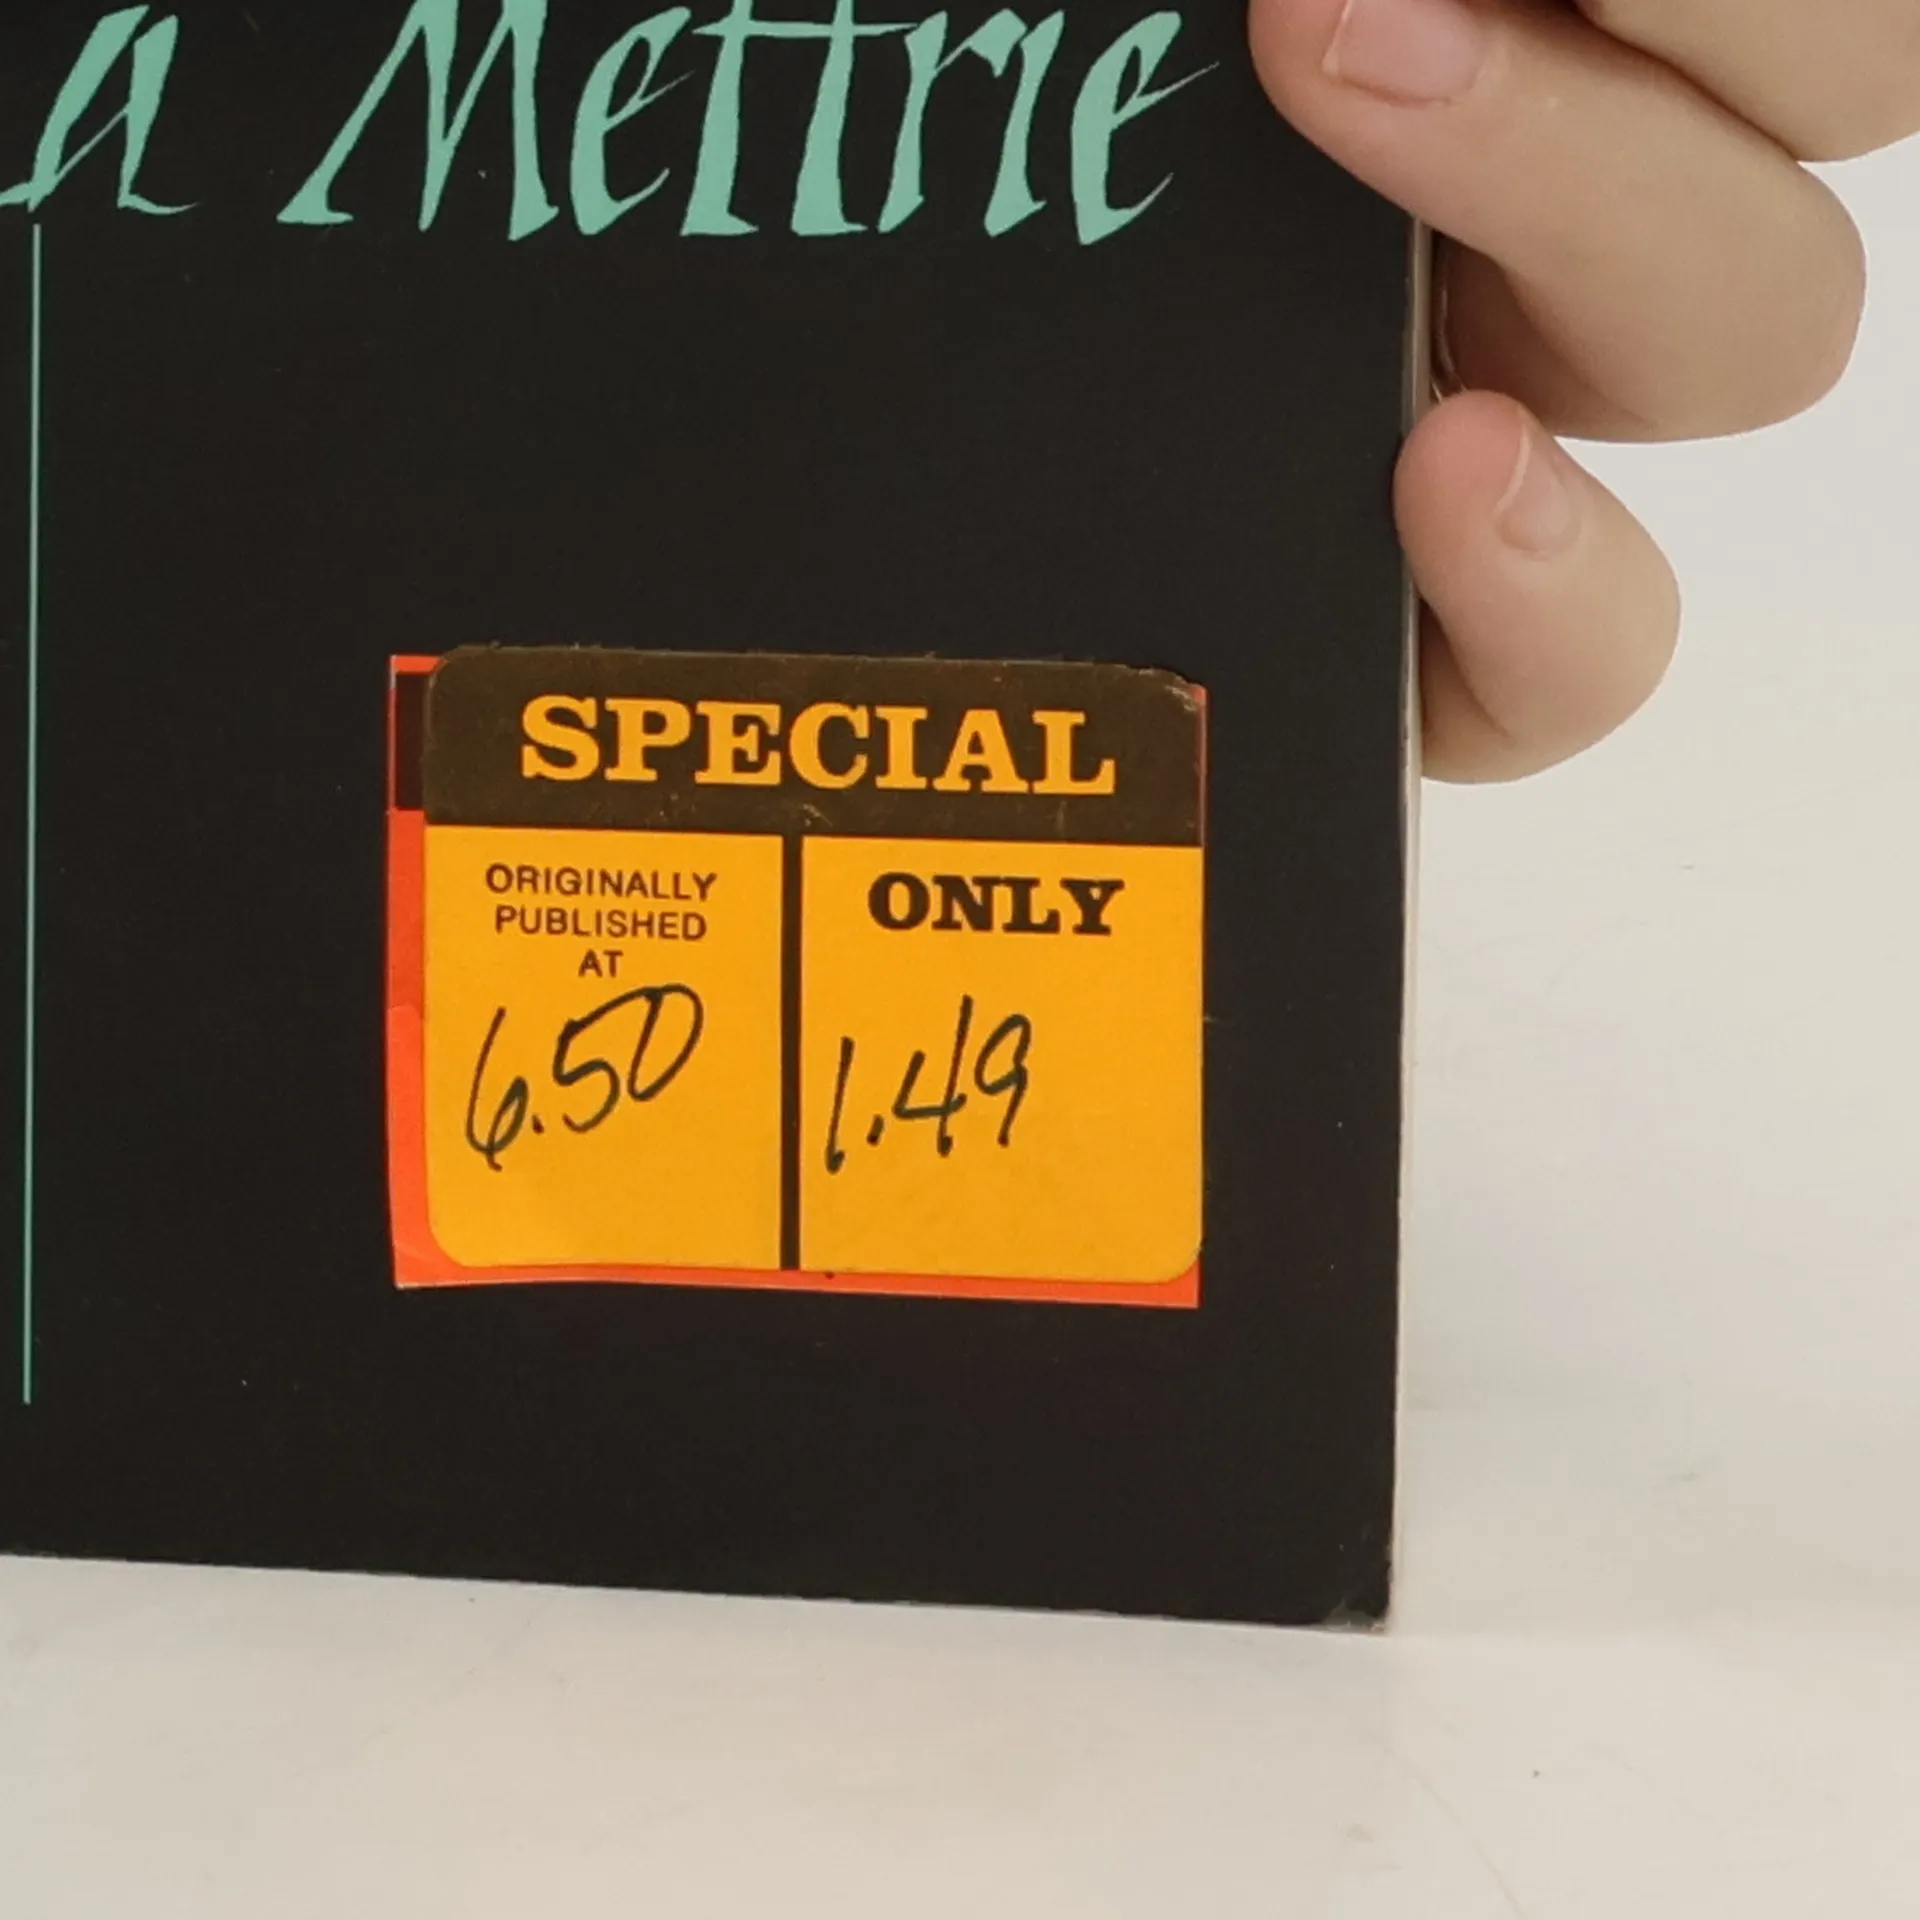 a Mettrie
SPECIAL
ORIGINALLY
PUBLISHED
AT
6.50
ONLY
1.49